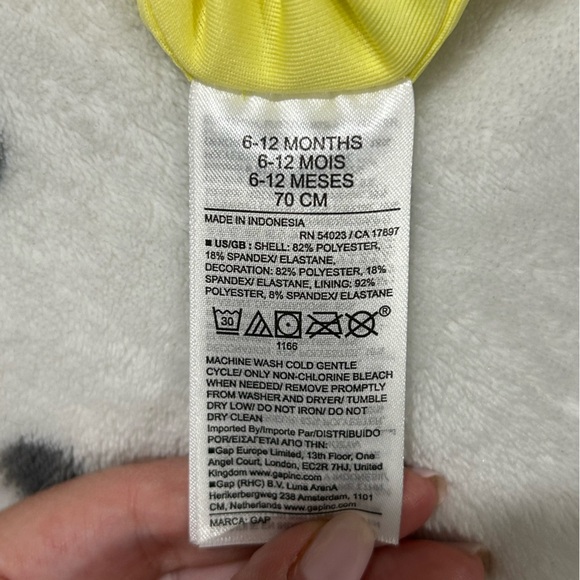 6-12 MONTHS
6-12 MOIS
6-12 MESES
70 CM
MADE IN INDONESIA
RN 54023 / CA 17897
■ US/GB : SHELL: 82% POLYESTER,
18% SPANDEX/ ELASTANE,
DECORATION: 82% POLYESTER, 18%
SPANDEX/ ELASTANE, LINING: 92%
POLYESTER, 8% SPANDEX/ ELASTANE
30
®
1166
MACHINE WASH COLD GENTLE
CYCLE/ ONLY NON-CHLORINE BLEACH
WHEN NEEDED/ REMOVE PROMPTLY
FROM WASHER AND DRYER/ TUMBLE
DRY LOW/ DO NOT IRON/ DO NOT
DRY CLEAN
Imported By/Importe Par/DISTRIBUÍDO
POR/ΕΙΣΑΓΕΤΑΙ ΑΠΟ ΤΗΝ:
■Gap Europe Limited, 13th Floor, One
Angel Court, London, EC2R 7HJ, United
Kingdom www.gapinc.com
■Gap (RHC) B.V. Luna ArenA
Herikerbergweg 238 Amsterdam, 1101
CM, Netherlands www.gapinc.com
MARCA: GAP